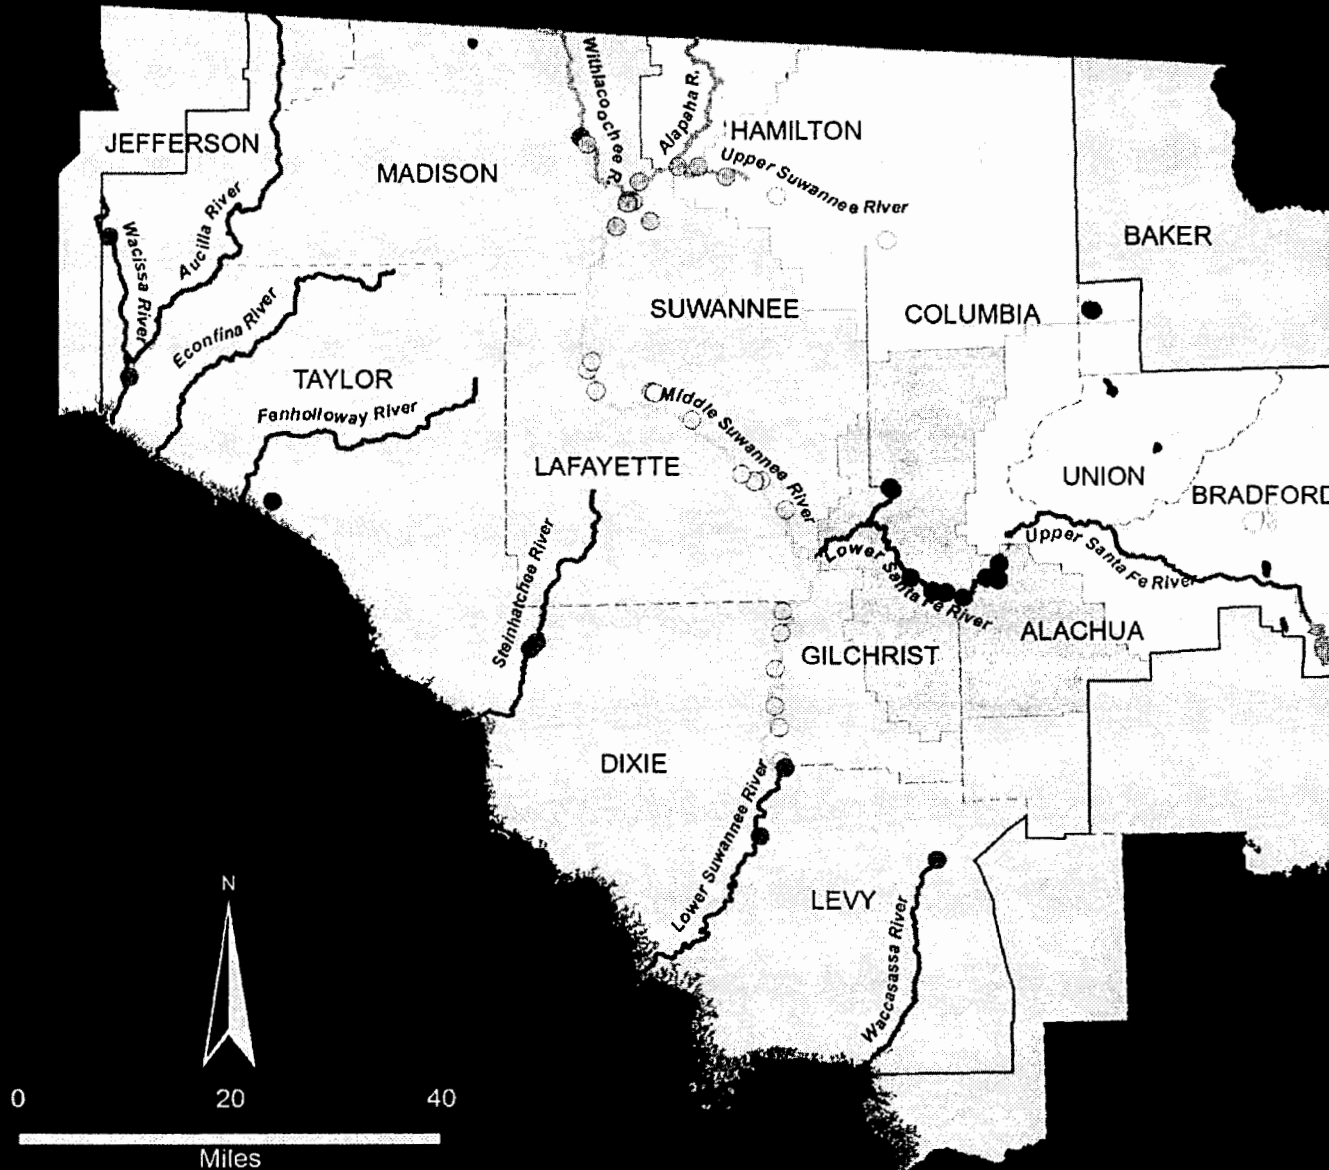 JEFFERSON
MADISON
Withlacoochee R.
Alapaha R.
HAMILTON
Upper Suwannee River
Aucilla River
Wacissa River
BAKER
Econfina River
SUWANNEE
COLUMBIA
TAYLOR
Fenholloway River
Middle Suwannee River
LAFAYETTE
UNION
BRADFORD
Steinhatchee River
Lower Santa Fe River
Upper Santa Fe River
ALACHUA
GILCHRIST
DIXIE
Lower Suwannee River
LEVY
Waccasassa River
N
0 20 40
Miles